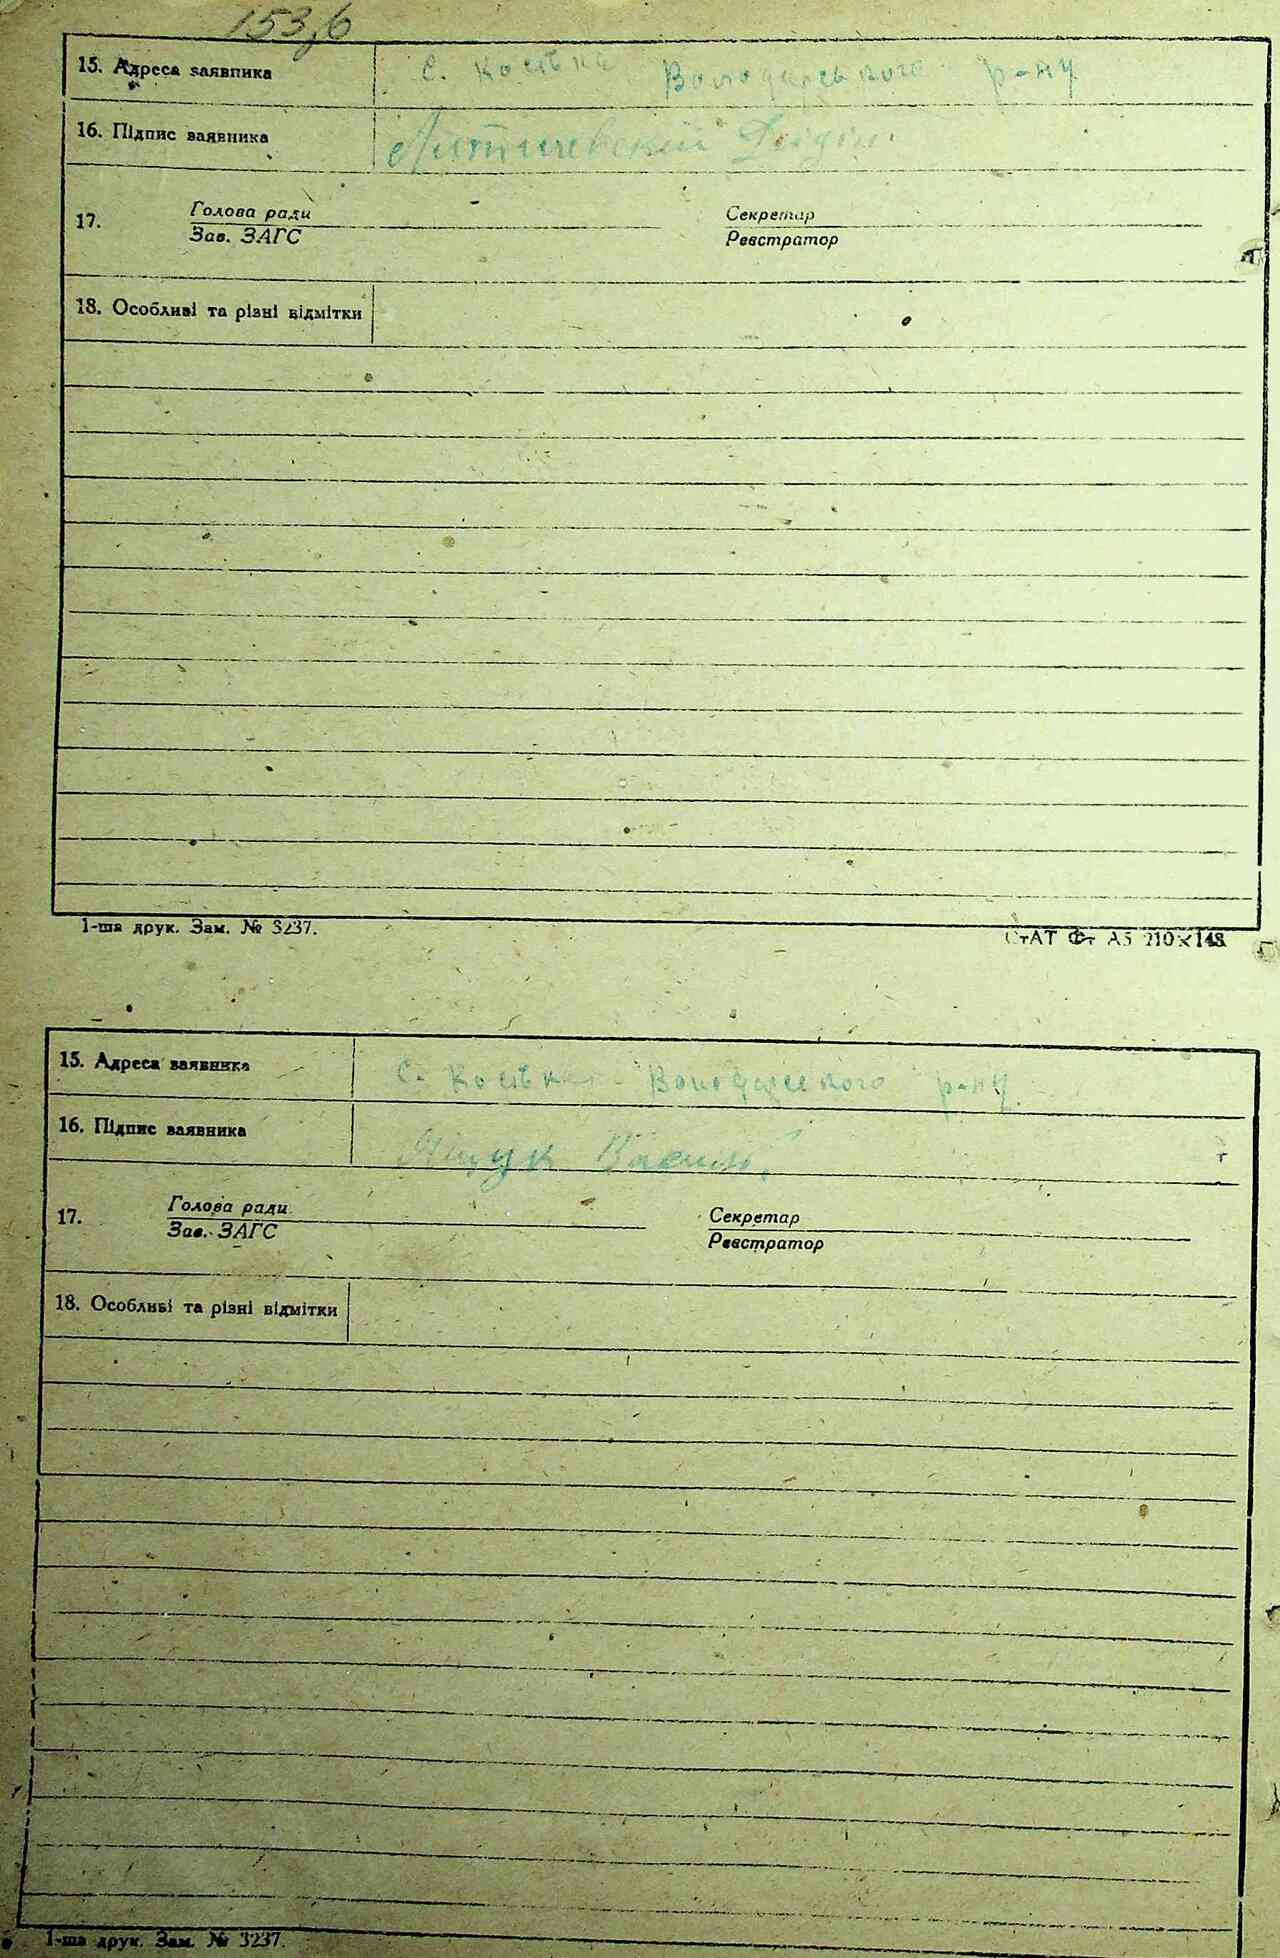 153,б
15. Адреса заявника с. Косівка Володарського р-ну
16. Підпис заявника
17. Голова ради Секретар
Зав. ЗАГС Реєстратор
18. Особливі та різні відмітки
1-ша друк. Зам. № 3237. СтАТ Фт А5 210×148
15. Адреса заявника с. Косівка Володарського р-ну
16. Підпис заявника Ящук Василь.
17. Голова ради Секретар
Зав. ЗАГС Реєстратор
18. Особливі та різні відмітки
1-ша друк. Зам. № 3237.